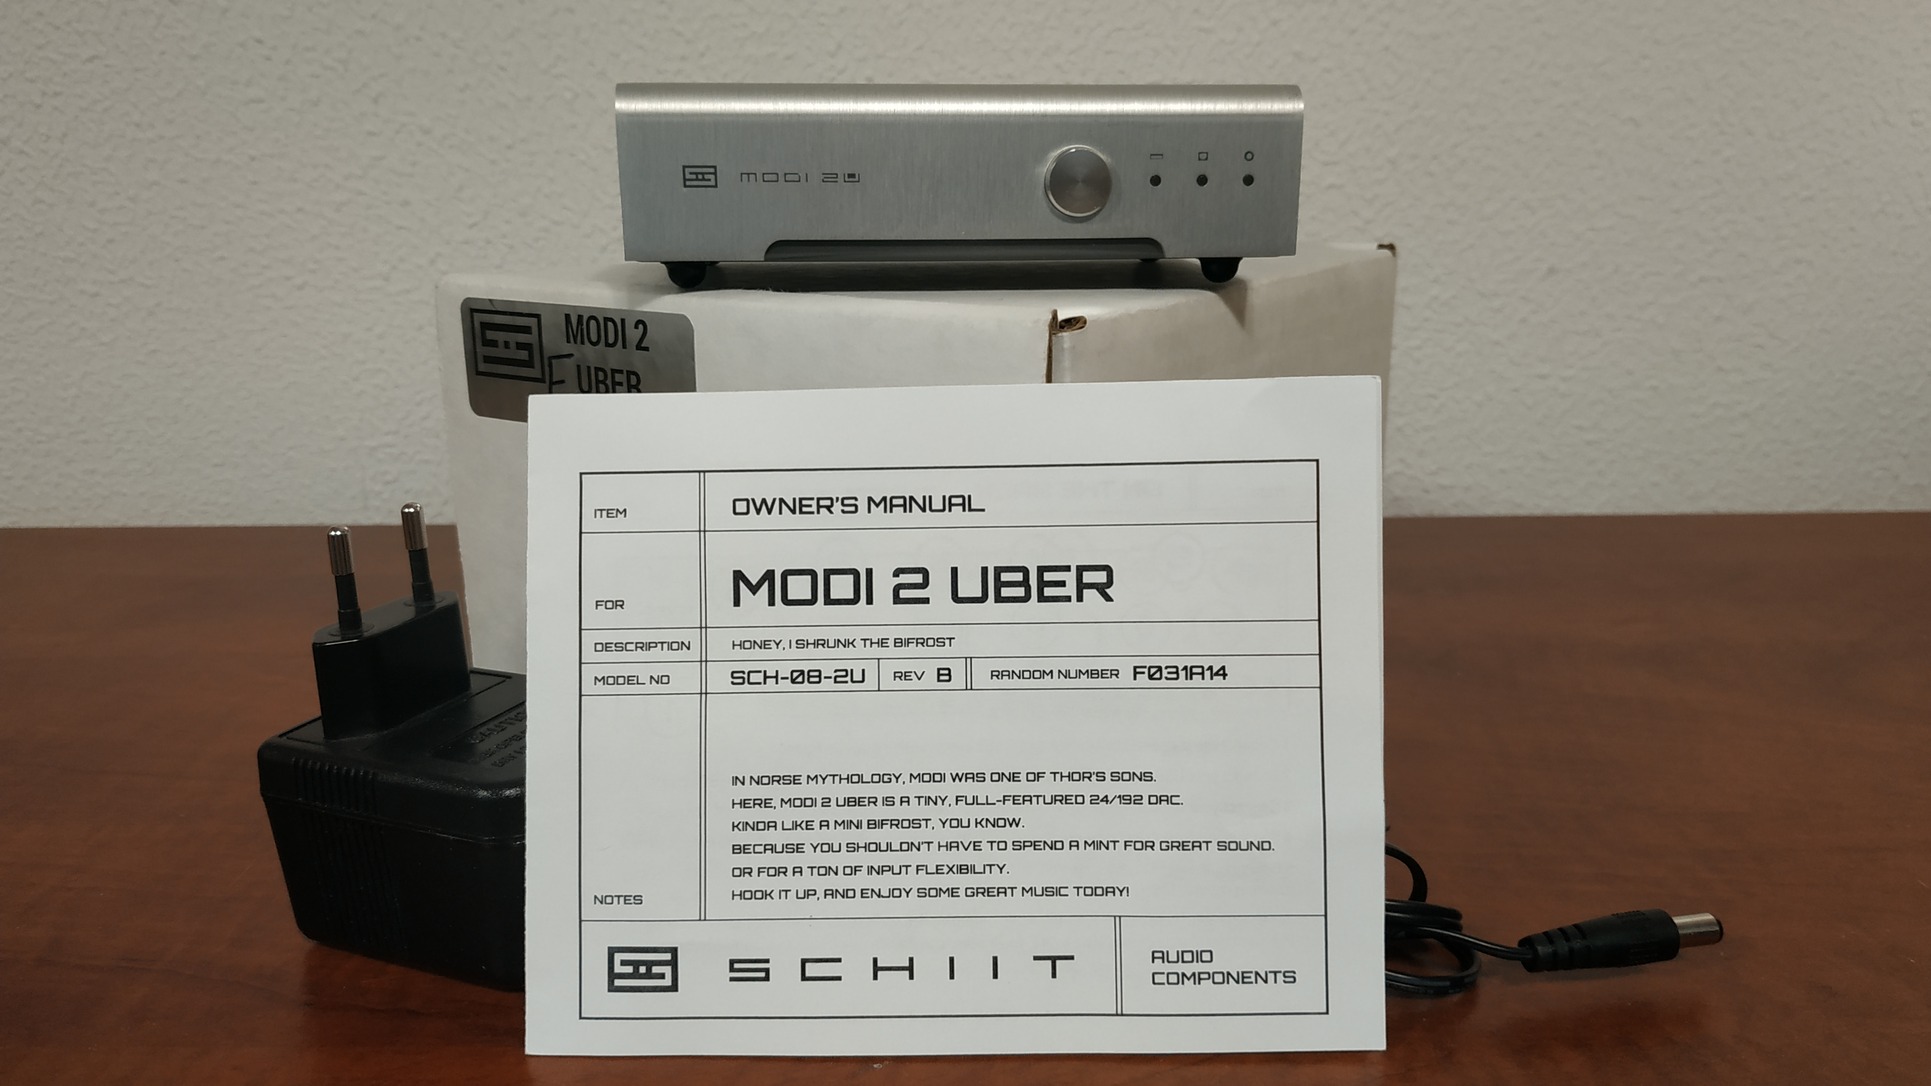 MODI 2U
MODI 2
F UBER
ITEM
OWNER'S MANUAL
FOR
MODI 2 UBER
DESCRIPTION
HONEY, I SHRUNK THE BIFROST
MODEL NO
SCH-08-2U
REV B
RANDOM NUMBER F031A14
IN NORSE MYTHOLOGY, MODI WAS ONE OF THOR'S SONS.
HERE, MODI 2 UBER IS A TINY, FULL-FEATURED 24/192 DAC.
KINDA LIKE A MINI BIFROST, YOU KNOW.
BECAUSE YOU SHOULDN'T HAVE TO SPEND A MINT FOR GREAT SOUND.
OR FOR A TON OF INPUT FLEXIBILITY.
HOOK IT UP, AND ENJOY SOME GREAT MUSIC TODAY!
NOTES
SCHIIT
AUDIO
COMPONENTS